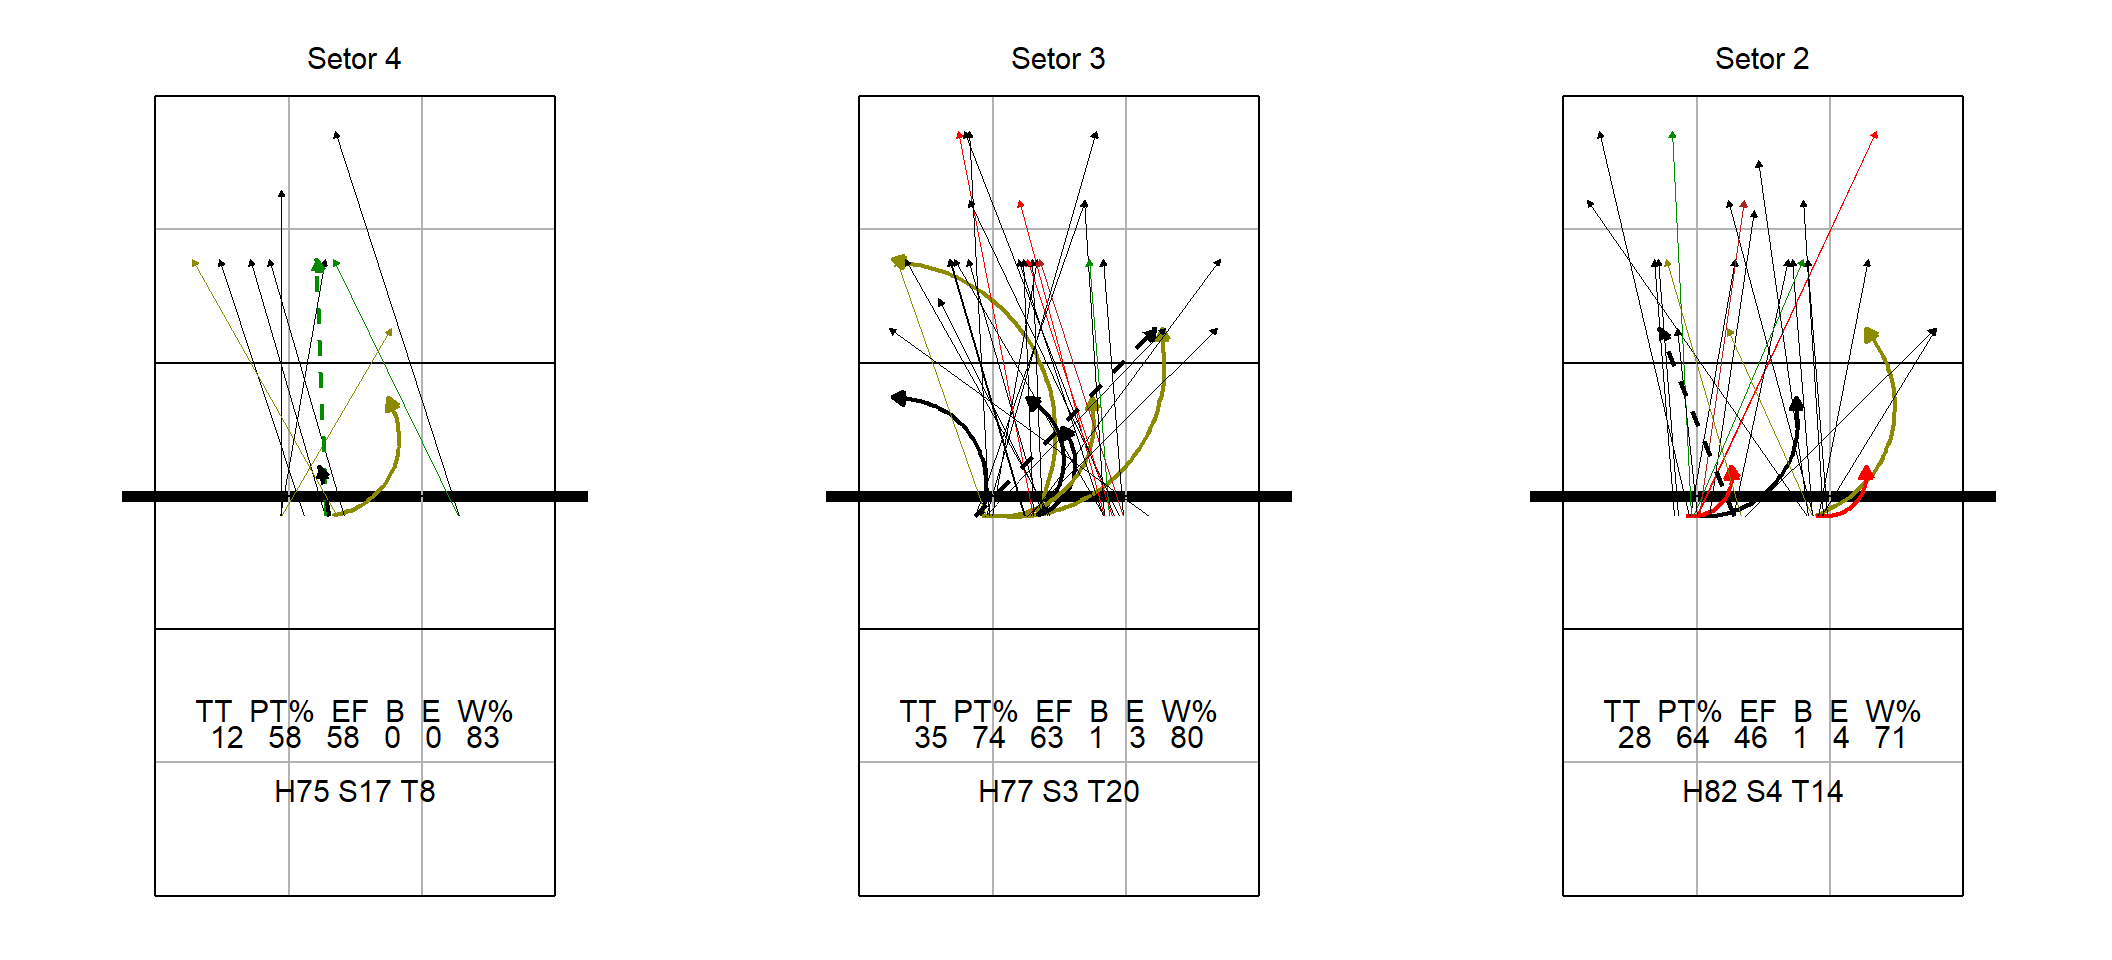 Setor 4
TT PT% EF B E W%
12 58 58 0 0 83
H75 S17 T8
Setor 3
TT PT% EF B E W%
35 74 63 1 3 80
H77 S3 T20
Setor 2
TT PT% EF B E W%
28 64 46 1 4 71
H82 S4 T14